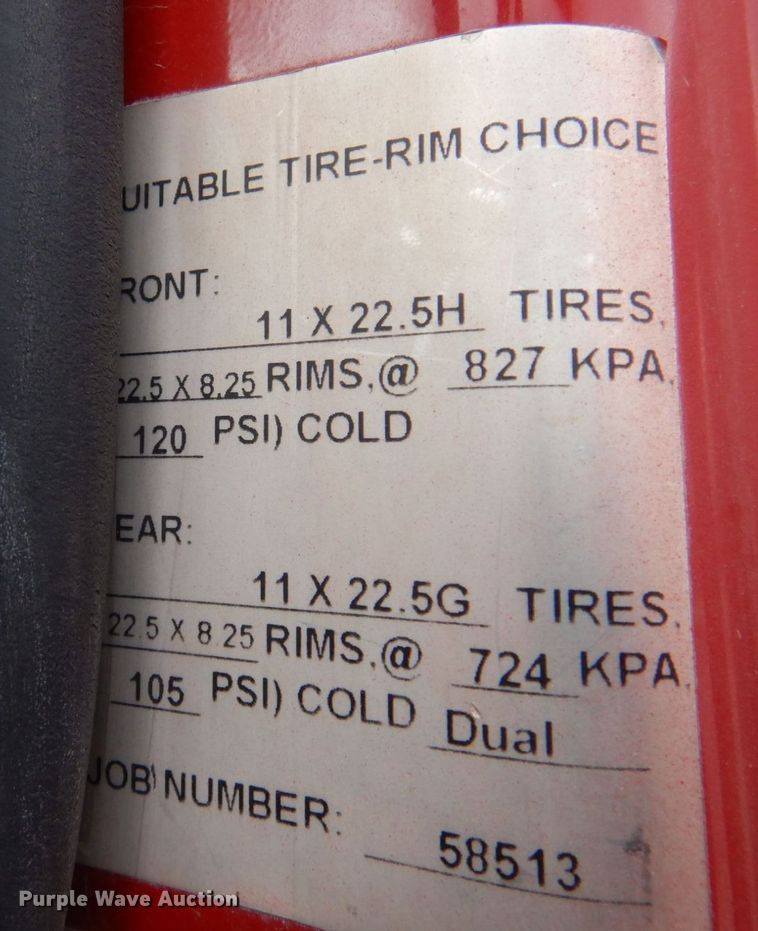 UITABLE TIRE-RIM CHOICE
RONT:
11 X 22.5H TIRES,
22.5 X 8.25 RIMS,@ 827 KPA,
120 PSI) COLD
EAR:
11 X 22.5G TIRES,
22.5 X 8.25 RIMS,@ 724 KPA,
105 PSI) COLD Dual
JOB NUMBER:
58513
Purple Wave Auction